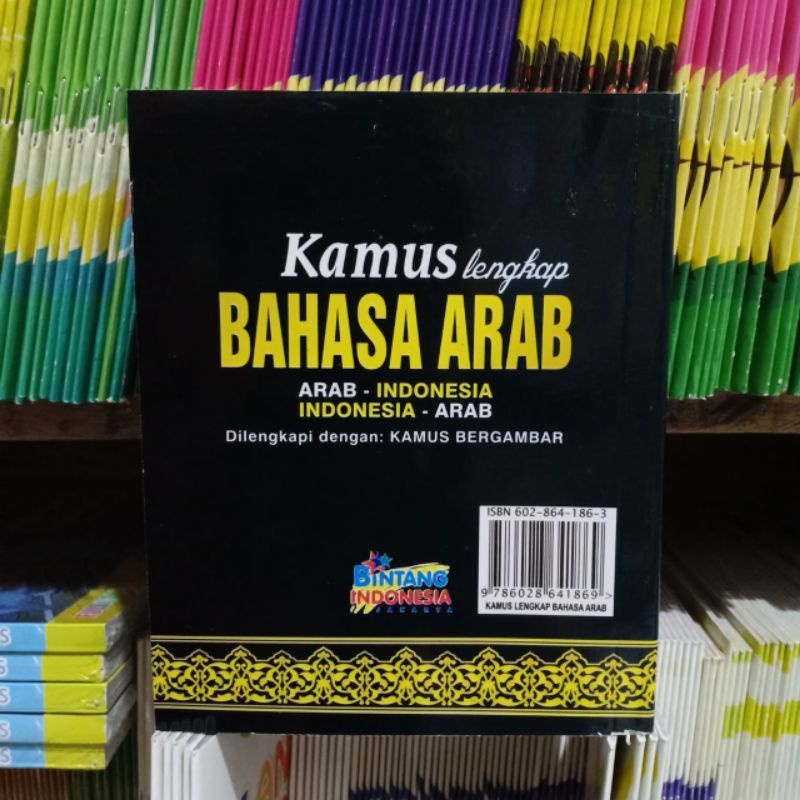 Kamus lengkap
BAHASA ARAB
ARAB - INDONESIA
INDONESIA - ARAB
Dilengkapi dengan: KAMUS BERGAMBAR
ISBN 602-864-186-3
9 786028 641869 >
KAMUS LENGKAP BAHASA ARAB
BINTANG
INDONESIA
JAKARTA